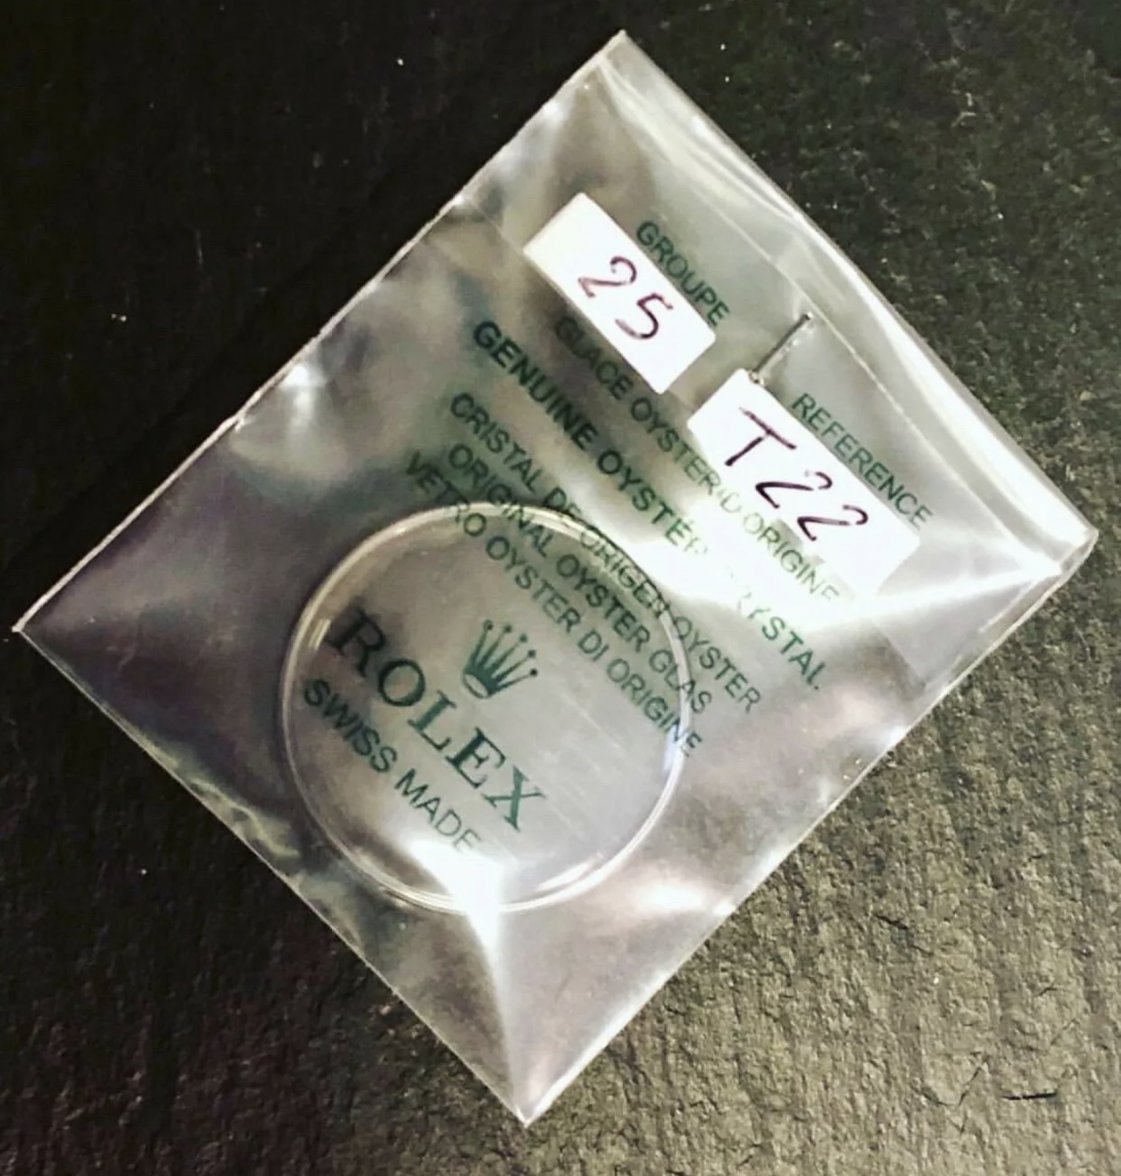 GROUPE
25
REFERENCE
T22
GLACE OYSTER D'ORIGINE
GENUINE OYSTER CRYSTAL
CRISTAL DE ORIGEN OYSTER
ORIGINAL OYSTER GLAS
VETRO OYSTER DI ORIGINE
ROLEX
SWISS MADE